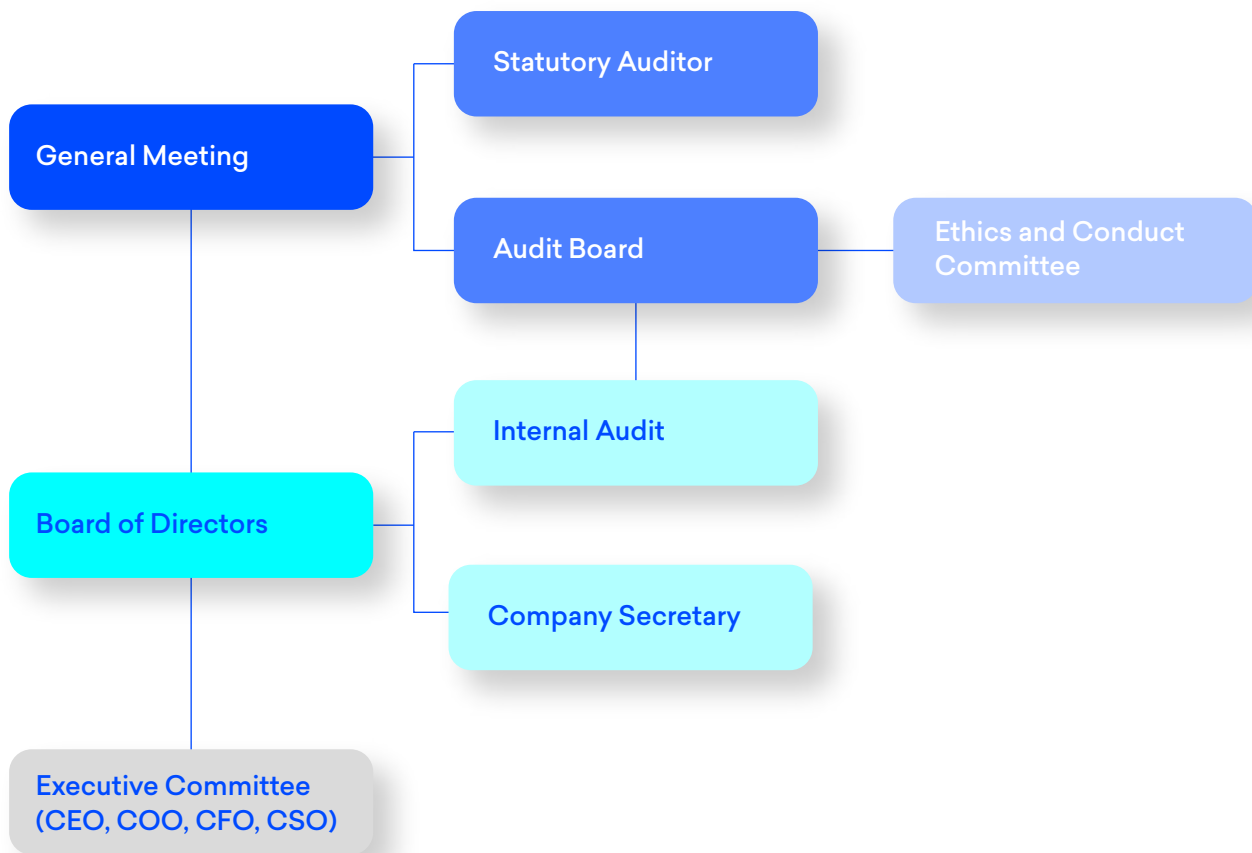 Statutory Auditor
General Meeting
Audit Board
Ethics and Conduct
Committee
Internal Audit
Board of Directors
Company Secretary
Executive Committee
(CEO, COO, CFO, CSO)